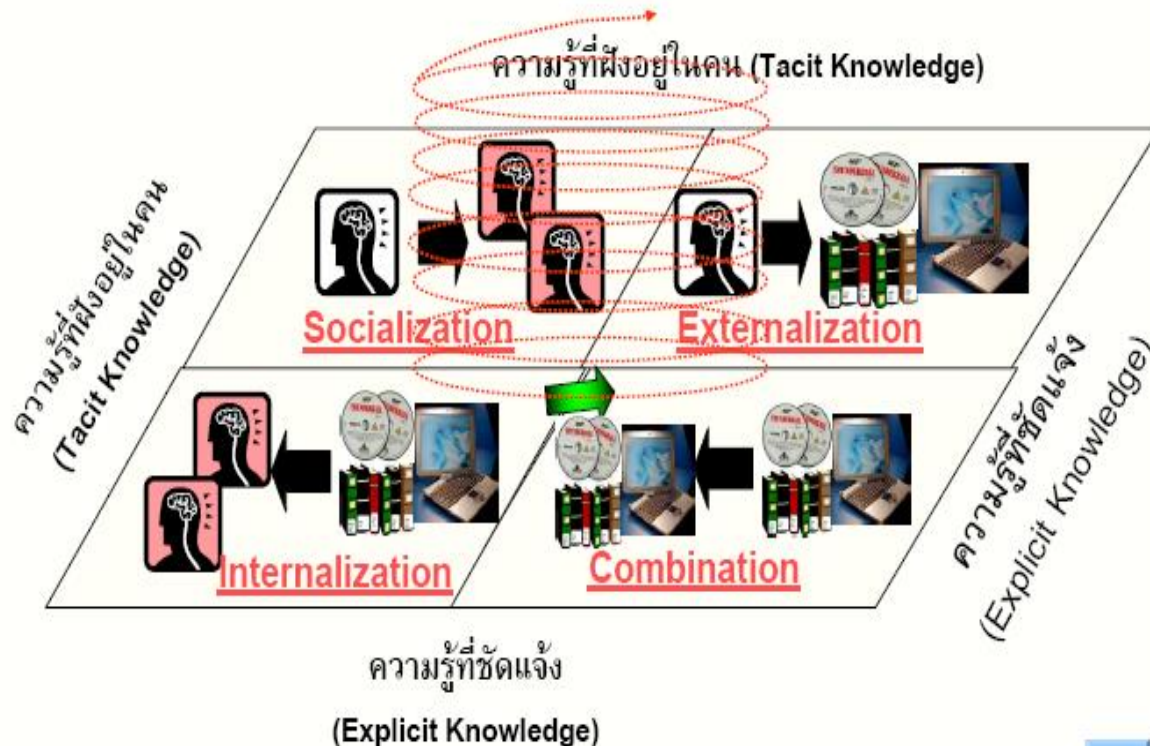 ความรู้ที่ฝังอยู่ในคน (Tacit Knowledge)
ความรู้ที่ฝังอยู่ในคน
(Tacit Knowledge)
Socialization
Externalization
ความรู้ที่ชัดแจ้ง
(Explicit Knowledge)
Internalization
Combination
ความรู้ที่ชัดแจ้ง
(Explicit Knowledge)